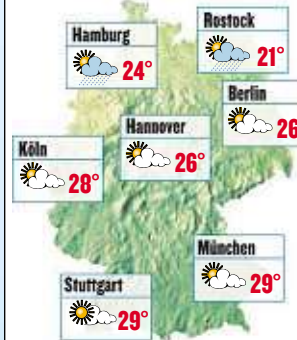 Rostock
21°
Hamburg
24°
Berlin
26
Hannover
26°
Köln
28°
München
29°
Stuttgart
29°